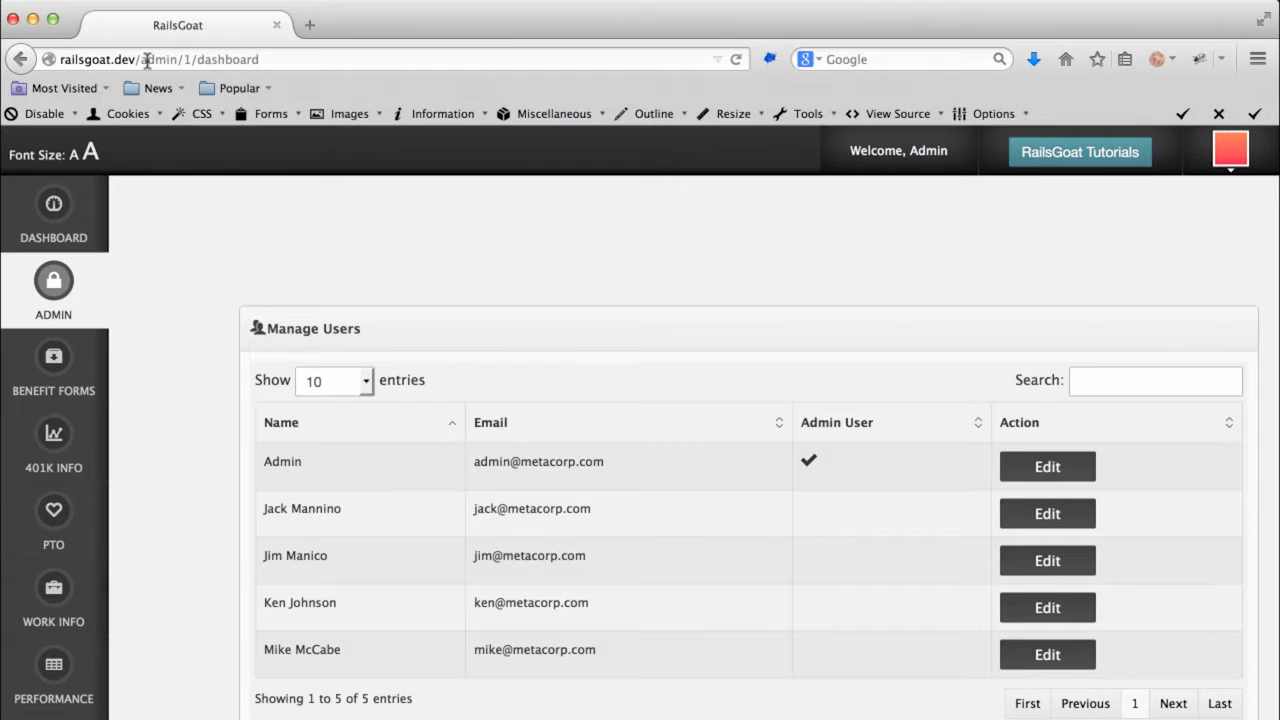 RailsGoat
railsgoat.dev/admin/1/dashboard
Google
Most Visited News Popular
Disable Cookies CSS Forms Images Information Miscellaneous Outline Resize Tools View Source Options
Font Size: A A
Welcome, Admin
RailsGoat Tutorials
DASHBOARD
ADMIN
BENEFIT FORMS
401K INFO
PTO
WORK INFO
PERFORMANCE
Manage Users
Show 10 entries
Search:
Name Email Admin User Action
Admin admin@metacorp.com Edit
Jack Mannino jack@metacorp.com Edit
Jim Manico jim@metacorp.com Edit
Ken Johnson ken@metacorp.com Edit
Mike McCabe mike@metacorp.com Edit
Showing 1 to 5 of 5 entries
First Previous 1 Next Last